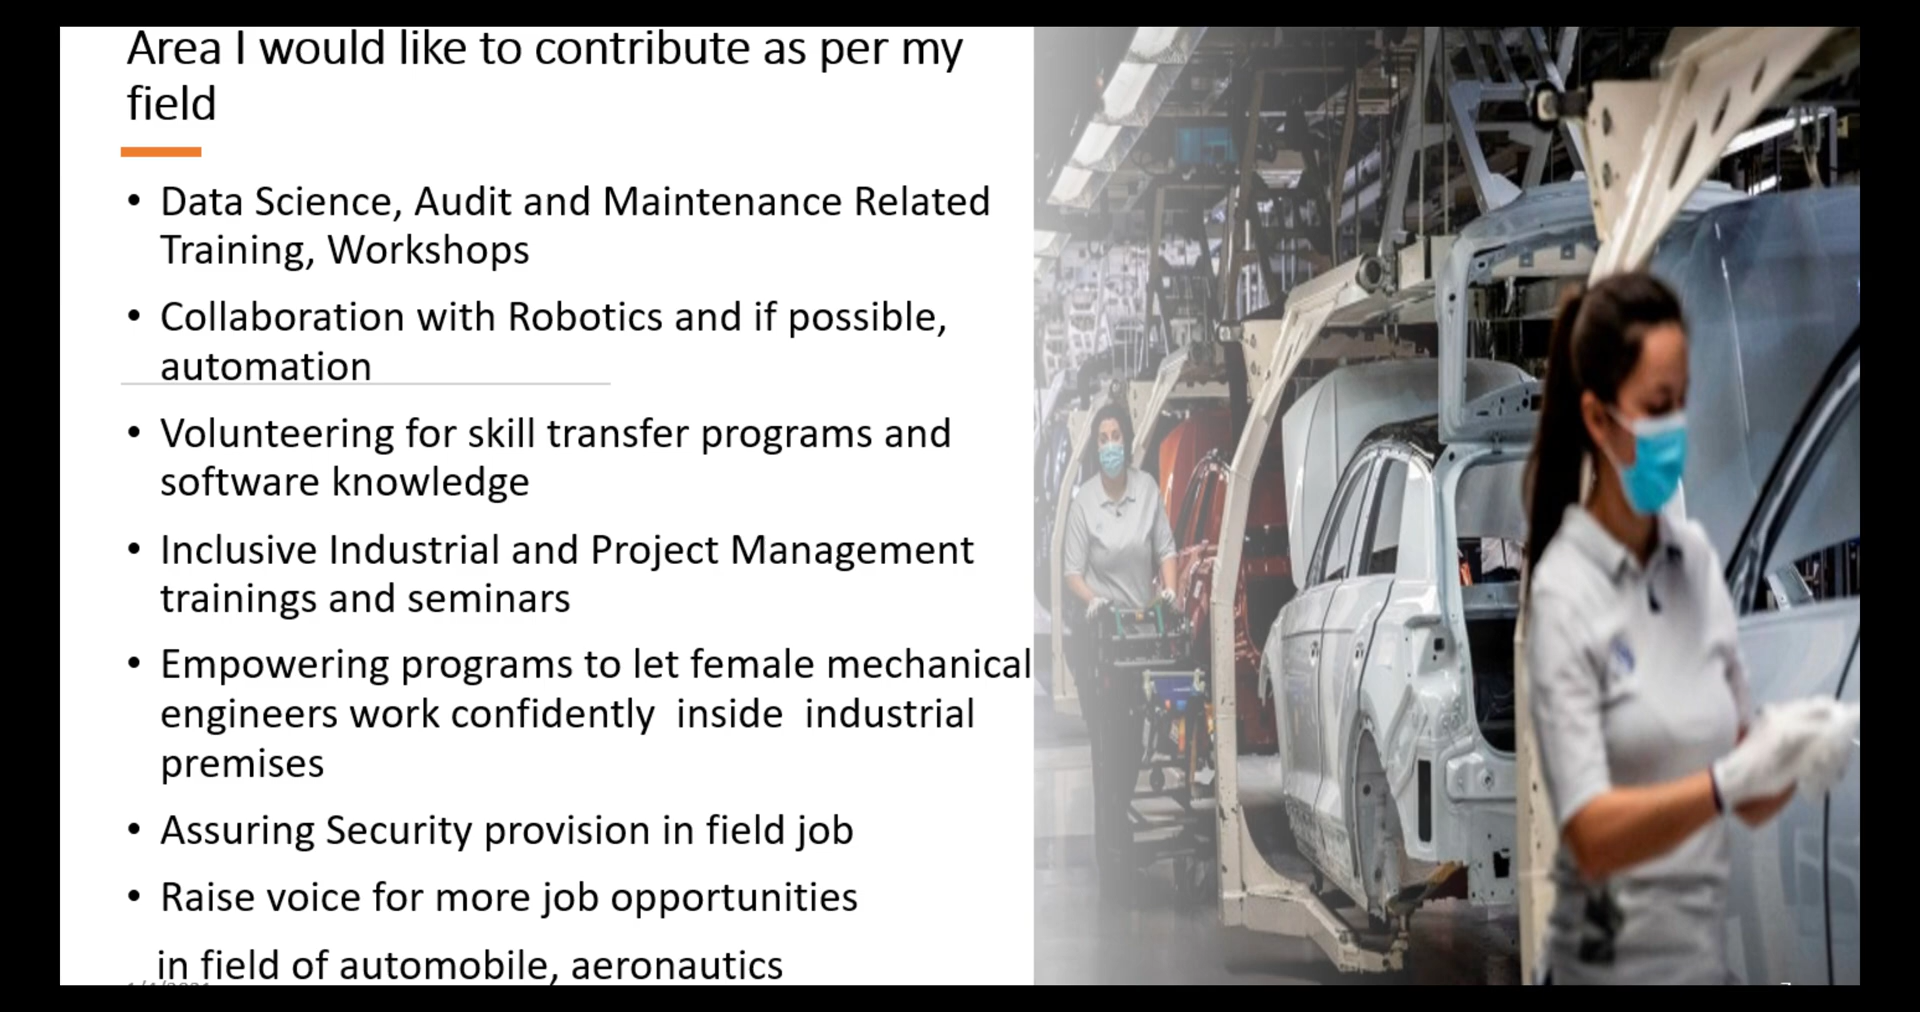 Area I would like to contribute as per my
field
• Data Science, Audit and Maintenance Related
Training, Workshops
• Collaboration with Robotics and if possible,
automation
• Volunteering for skill transfer programs and
software knowledge
• Inclusive Industrial and Project Management
trainings and seminars
• Empowering programs to let female mechanical
engineers work confidently inside industrial
premises
• Assuring Security provision in field job
• Raise voice for more job opportunities
in field of automobile, aeronautics